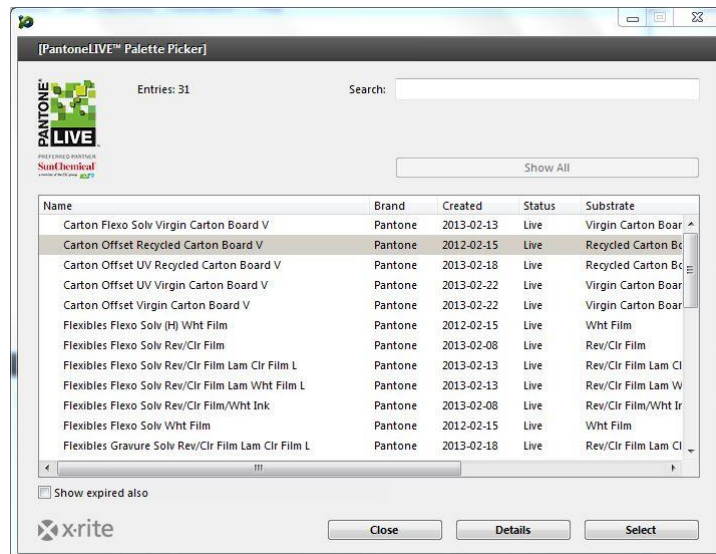 [PantoneLIVE™ Palette Picker]
PANTONE®
LIVE™
PREFERRED PARTNER
SunChemical
Entries: 31
Search:
Show All
Name Brand Created Status Substrate
Carton Flexo Solv Virgin Carton Board V Pantone 2013-02-13 Live Virgin Carton Boar
Carton Offset Recycled Carton Board V Pantone 2012-02-15 Live Recycled Carton Bo
Carton Offset UV Recycled Carton Board V Pantone 2013-02-18 Live Recycled Carton Bo
Carton Offset UV Virgin Carton Board V Pantone 2013-02-22 Live Virgin Carton Boar
Carton Offset Virgin Carton Board V Pantone 2013-02-22 Live Virgin Carton Boar
Flexibles Flexo Solv (H) Wht Film Pantone 2012-02-15 Live Wht Film
Flexibles Flexo Solv Rev/Clr Film Pantone 2013-02-08 Live Rev/Clr Film
Flexibles Flexo Solv Rev/Clr Film Lam Clr Film L Pantone 2013-02-13 Live Rev/Clr Film Lam Cl
Flexibles Flexo Solv Rev/Clr Film Lam Wht Film L Pantone 2013-02-13 Live Rev/Clr Film Lam W
Flexibles Flexo Solv Rev/Clr Film/Wht Ink Pantone 2013-02-08 Live Rev/Clr Film/Wht Ir
Flexibles Flexo Solv Wht Film Pantone 2012-02-15 Live Wht Film
Flexibles Gravure Solv Rev/Clr Film Lam Clr Film L Pantone 2013-02-18 Live Rev/Clr Film Lam Cl
Show expired also
x·rite
Close
Details
Select